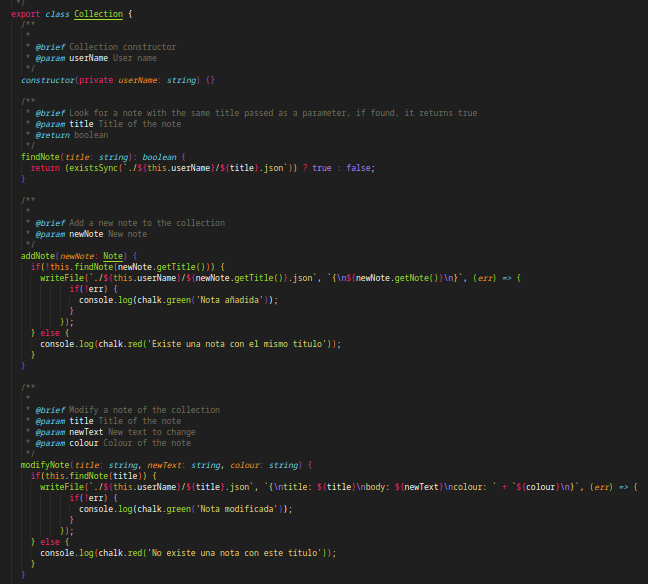 */
export class Collection {
/**
*
* @brief Collection constructor
* @param userName User name
*/
constructor(private userName: string) {}
/**
* @brief Look for a note with the same title passed as a parameter, if found, it returns true
* @param title Title of the note
* @return boolean
*/
findNote(title: string): boolean {
return (existsSync(`./${this.userName}/${title}.json`)) ? true : false;
}
/**
*
* @brief Add a new note to the collection
* @param newNote New note
*/
addNote(newNote: Note) {
if(!this.findNote(newNote.getTitle())) {
writeFile(`./${this.userName}/${newNote.getTitle()}.json`, `{\n${newNote.getNote()}\n}`, (err) => {
if(!err) {
console.log(chalk.green('Nota añadida'));
}
});
} else {
console.log(chalk.red('Existe una nota con el mismo título'));
}
}
/**
*
* @brief Modify a note of the collection
* @param title Title of the note
* @param newText New text to change
* @param colour Colour of the note
*/
modifyNote(title: string, newText: string, colour: string) {
if(this.findNote(title)) {
writeFile(`./${this.userName}/${title}.json`, `{\ntitle: ${title}\nbody: ${newText}\ncolour: ` + `${colour}\n}`, (err) => {
if(!err) {
console.log(chalk.green('Nota modificada'));
}
});
} else {
console.log(chalk.red('No existe una nota con este título'));
}
}